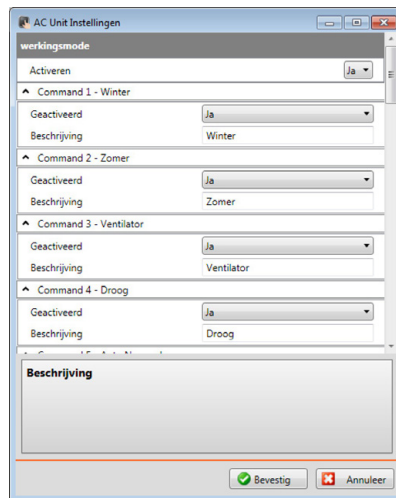 AC Unit Instellingen
werkingsmode
Activeren Ja
Command 1 - Winter
Geactiveerd Ja
Beschrijving Winter
Command 2 - Zomer
Geactiveerd Ja
Beschrijving Zomer
Command 3 - Ventilator
Geactiveerd Ja
Beschrijving Ventilator
Command 4 - Droog
Geactiveerd Ja
Beschrijving Droog
Beschrijving
Bevestig Annuleer